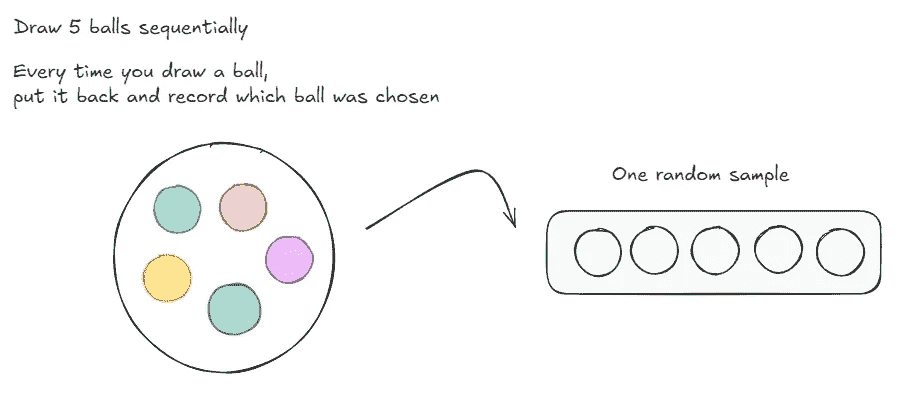 Draw 5 balls sequentially
Every time you draw a ball,
put it back and record which ball was chosen
One random sample